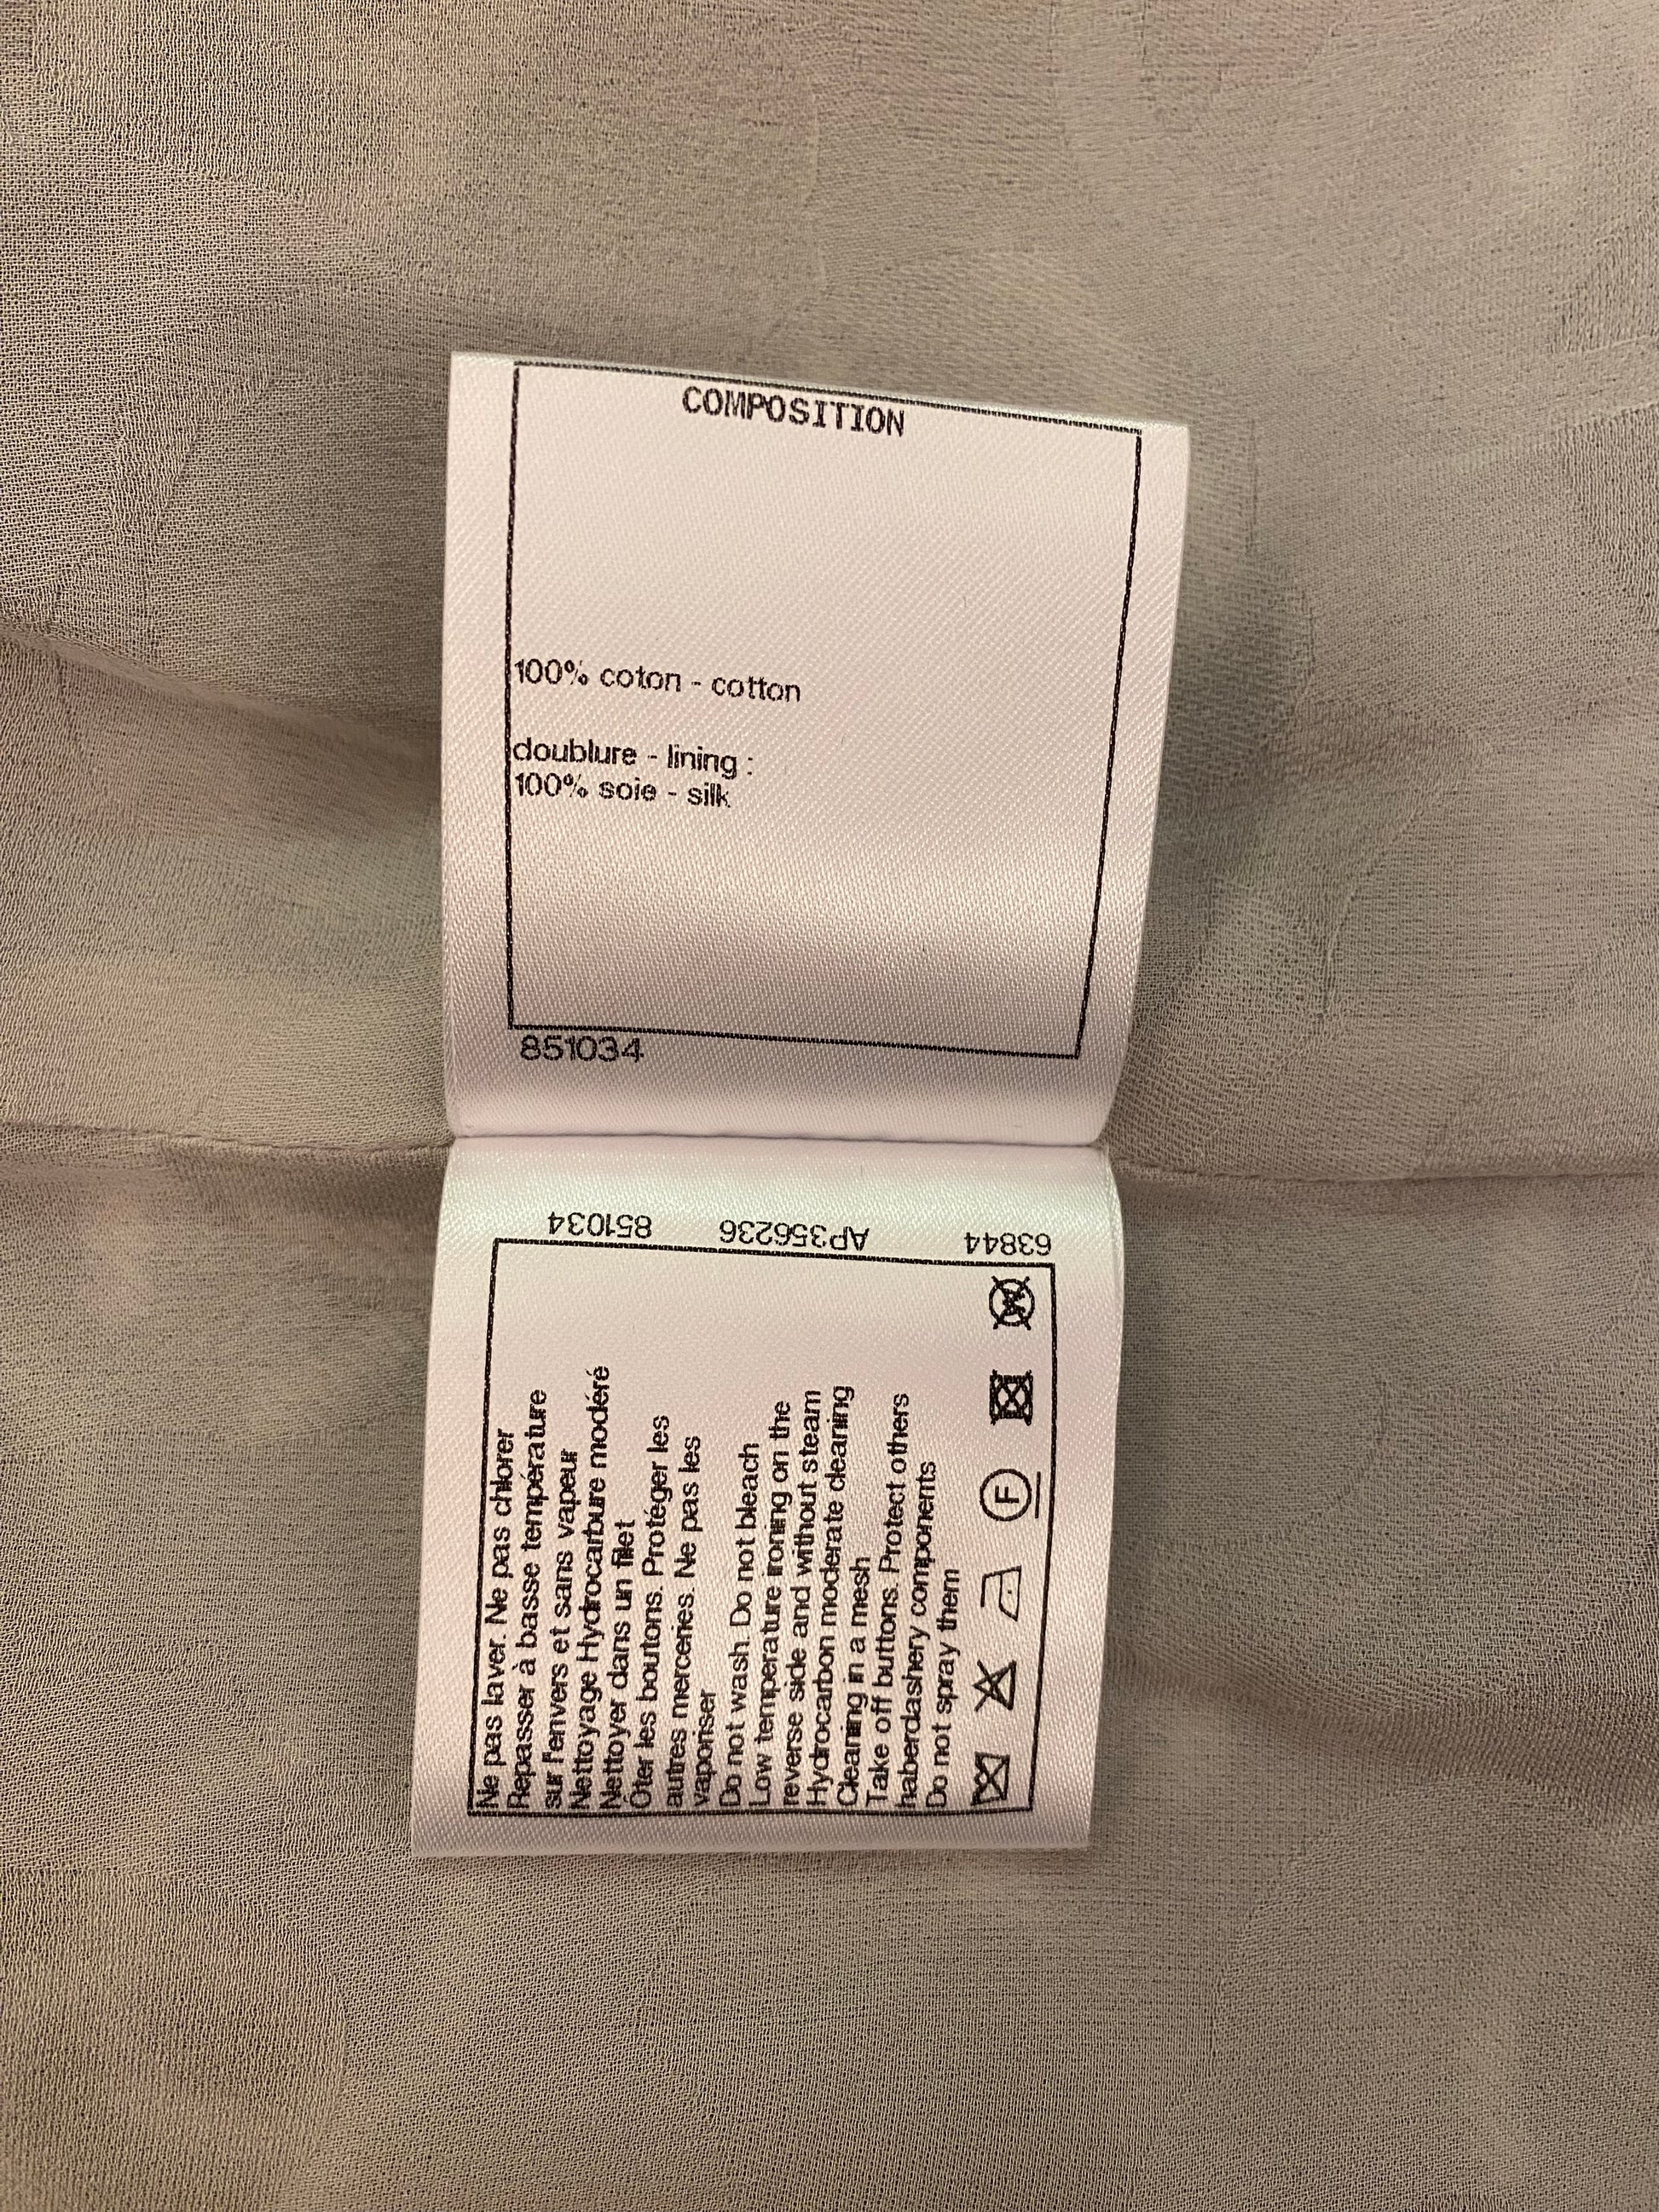 COMPOSITION
100% coton - cotton
doublure - lining :
100% soie - silk
851034
63844 AP356236 851034
Ne pas laver. Ne pas chlorer
Repasser à basse température
sur l'envers et sans vapeur
Nettoyage Hydrocarbure modéré
Nettoyer dans un filet
Ôter les boutons. Protéger les
autres merceries. Ne pas les
vaporiser
Do not wash. Do not bleach
Low temperature ironing on the
reverse side and without steam
Hydrocarbon moderate cleaning
Cleaning in a mesh
Take off buttons. Protect others
haberdashery components
Do not spray them
F W